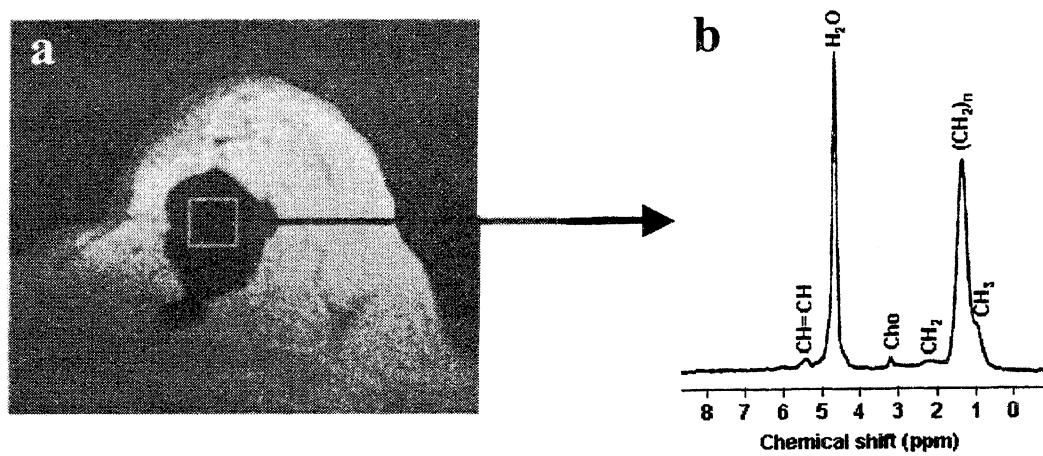 a
b
H₂O
(CH₂)n
CH=CH
Cho
CH₂
CH₃
8 7 6 5 4 3 2 1 0
Chemical shift (ppm)